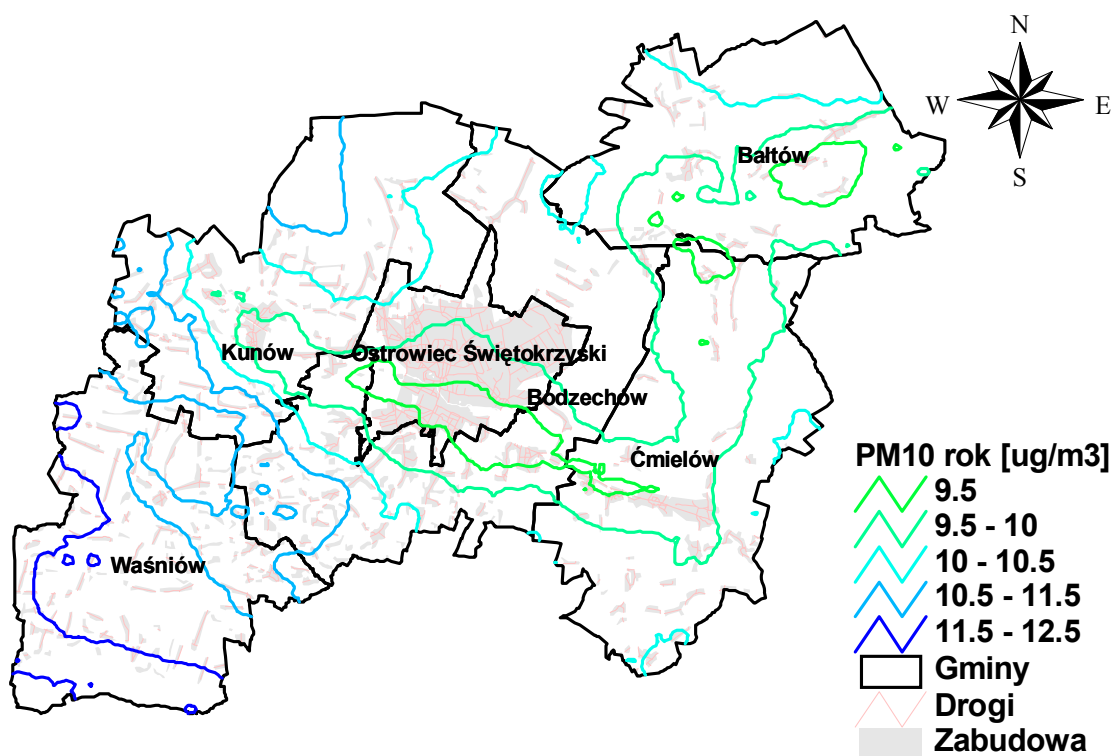 N
W E
S
Bałtów
Kunów
Ostrowiec Świętokrzyski
Bodzechów
Ćmielów
Waśniów
PM10 rok [ug/m3]
9.5
9.5 - 10
10 - 10.5
10.5 - 11.5
11.5 - 12.5
Gminy
Drogi
Zabudowa